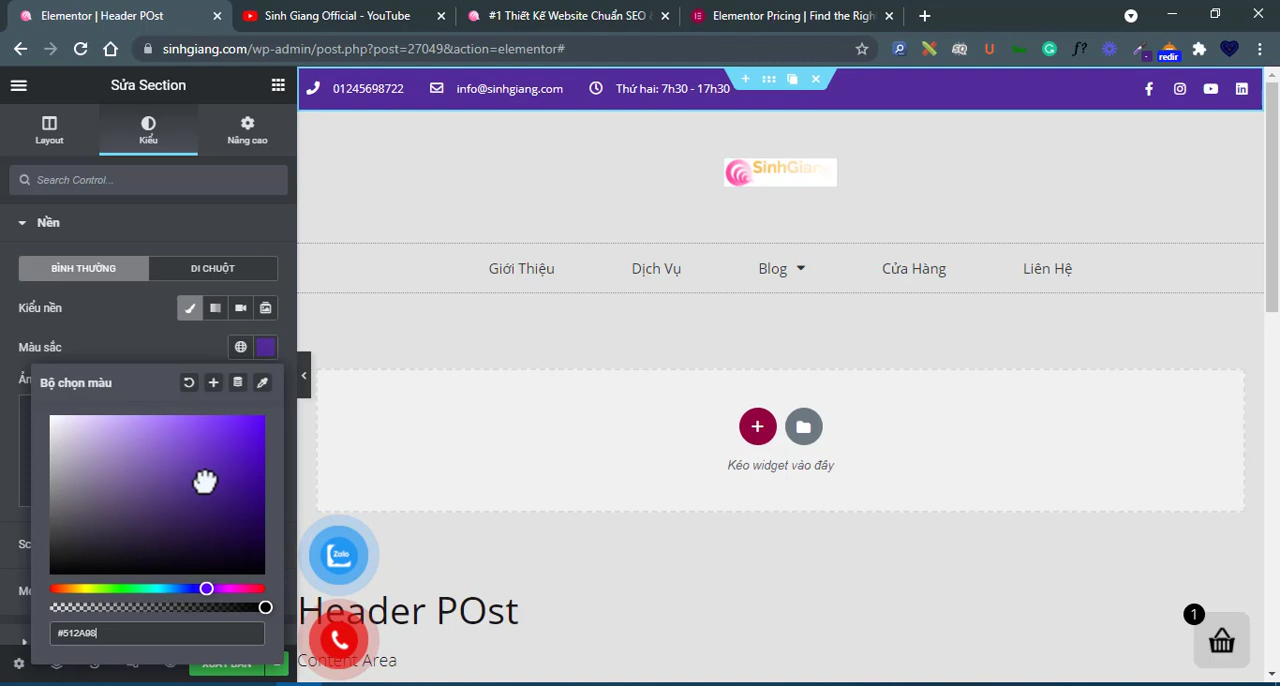 Elementor | Header POst
Sinh Giang Official - YouTube
#1 Thiết Kế Website Chuẩn SEO
Elementor Pricing | Find the Righ
sinhgiang.com/wp-admin/post.php?post=27049&action=elementor#
redir
Sửa Section
01245698722
info@sinhgiang.com
Thứ hai: 7h30 - 17h30
Layout
Kiểu
Nâng cao
Search Control...
SinhGiang
Nền
BÌNH THƯỜNG
DI CHUỘT
Giới Thiệu
Dịch Vụ
Blog
Cửa Hàng
Liên Hệ
Kiểu nền
Màu sắc
Bộ chọn màu
Kéo widget vào đây
Zalo
Header POst
1
#512A98
Content Area